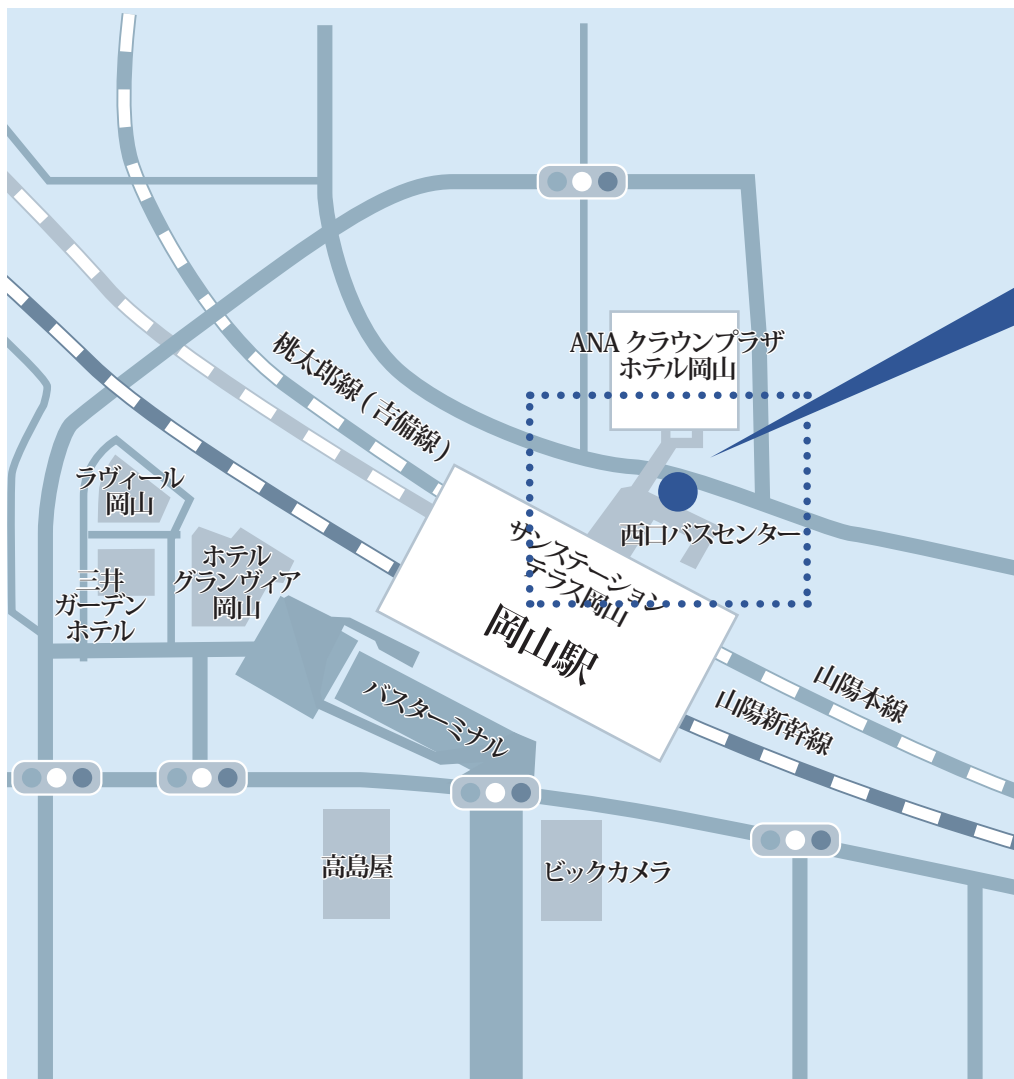 ANA クラウンプラザ
ホテル岡山
桃太郎線 ( 吉備線 )
ラヴィール
岡山
西口バスセンター
サンステーション
テラス岡山
ホテル
グランヴィア
岡山
三井
ガーデン
ホテル
岡山駅
山陽本線
山陽新幹線
バスターミナル
高島屋
ビックカメラ